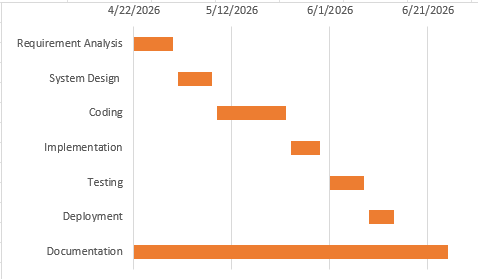 4/22/2026 5/12/2026 6/1/2026 6/21/2026
Requirement Analysis
System Design
Coding
Implementation
Testing
Deployment
Documentation